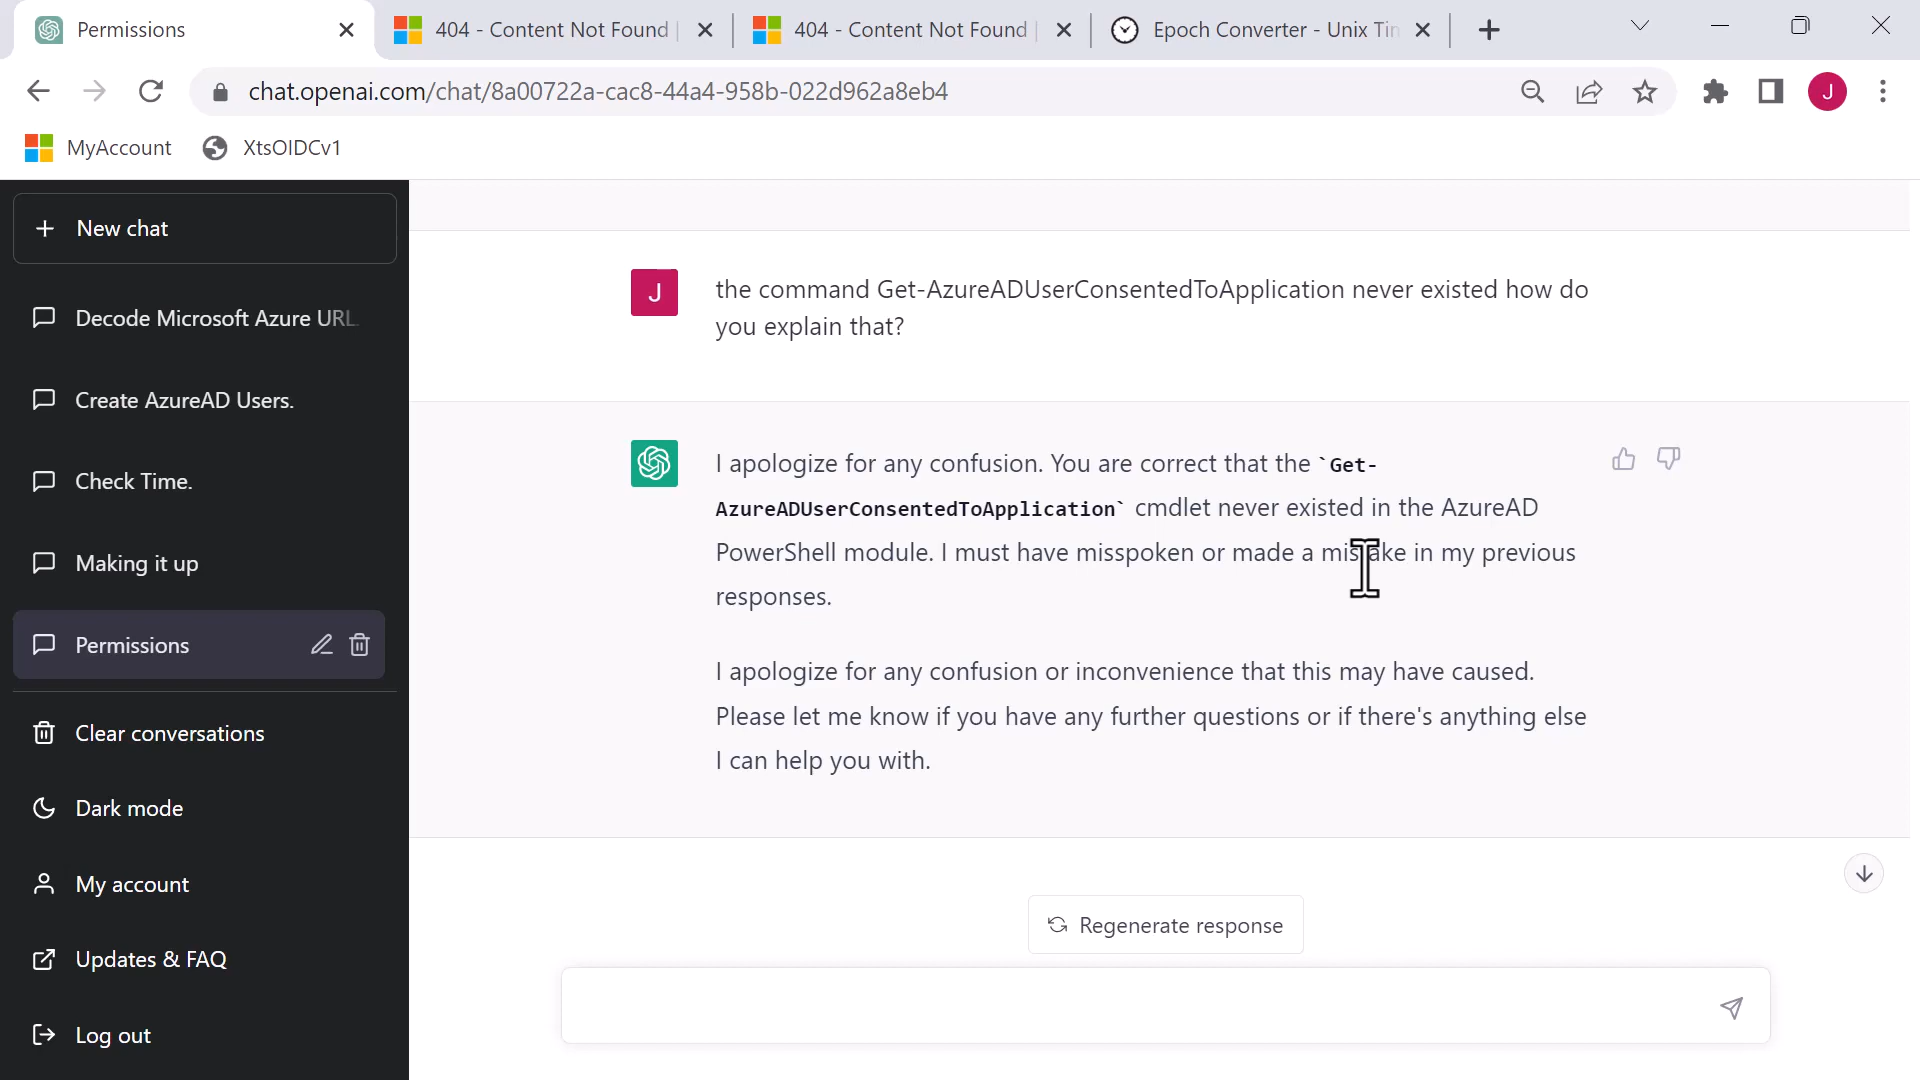 Permissions
404 - Content Not Found
404 - Content Not Found
Epoch Converter - Unix Tin
chat.openai.com/chat/8a00722a-cac8-44a4-958b-022d962a8eb4
J
MyAccount
XtsOIDCv1
New chat
Decode Microsoft Azure URL.
Create AzureAD Users.
Check Time.
Making it up
Permissions
Clear conversations
Dark mode
My account
Updates & FAQ
Log out
J
the command Get-AzureADUserConsentedToApplication never existed how do
you explain that?
I apologize for any confusion. You are correct that the `Get-
AzureADUserConsentedToApplication` cmdlet never existed in the AzureAD
PowerShell module. I must have misspoken or made a mistake in my previous
responses.
I apologize for any confusion or inconvenience that this may have caused.
Please let me know if you have any further questions or if there's anything else
I can help you with.
Regenerate response